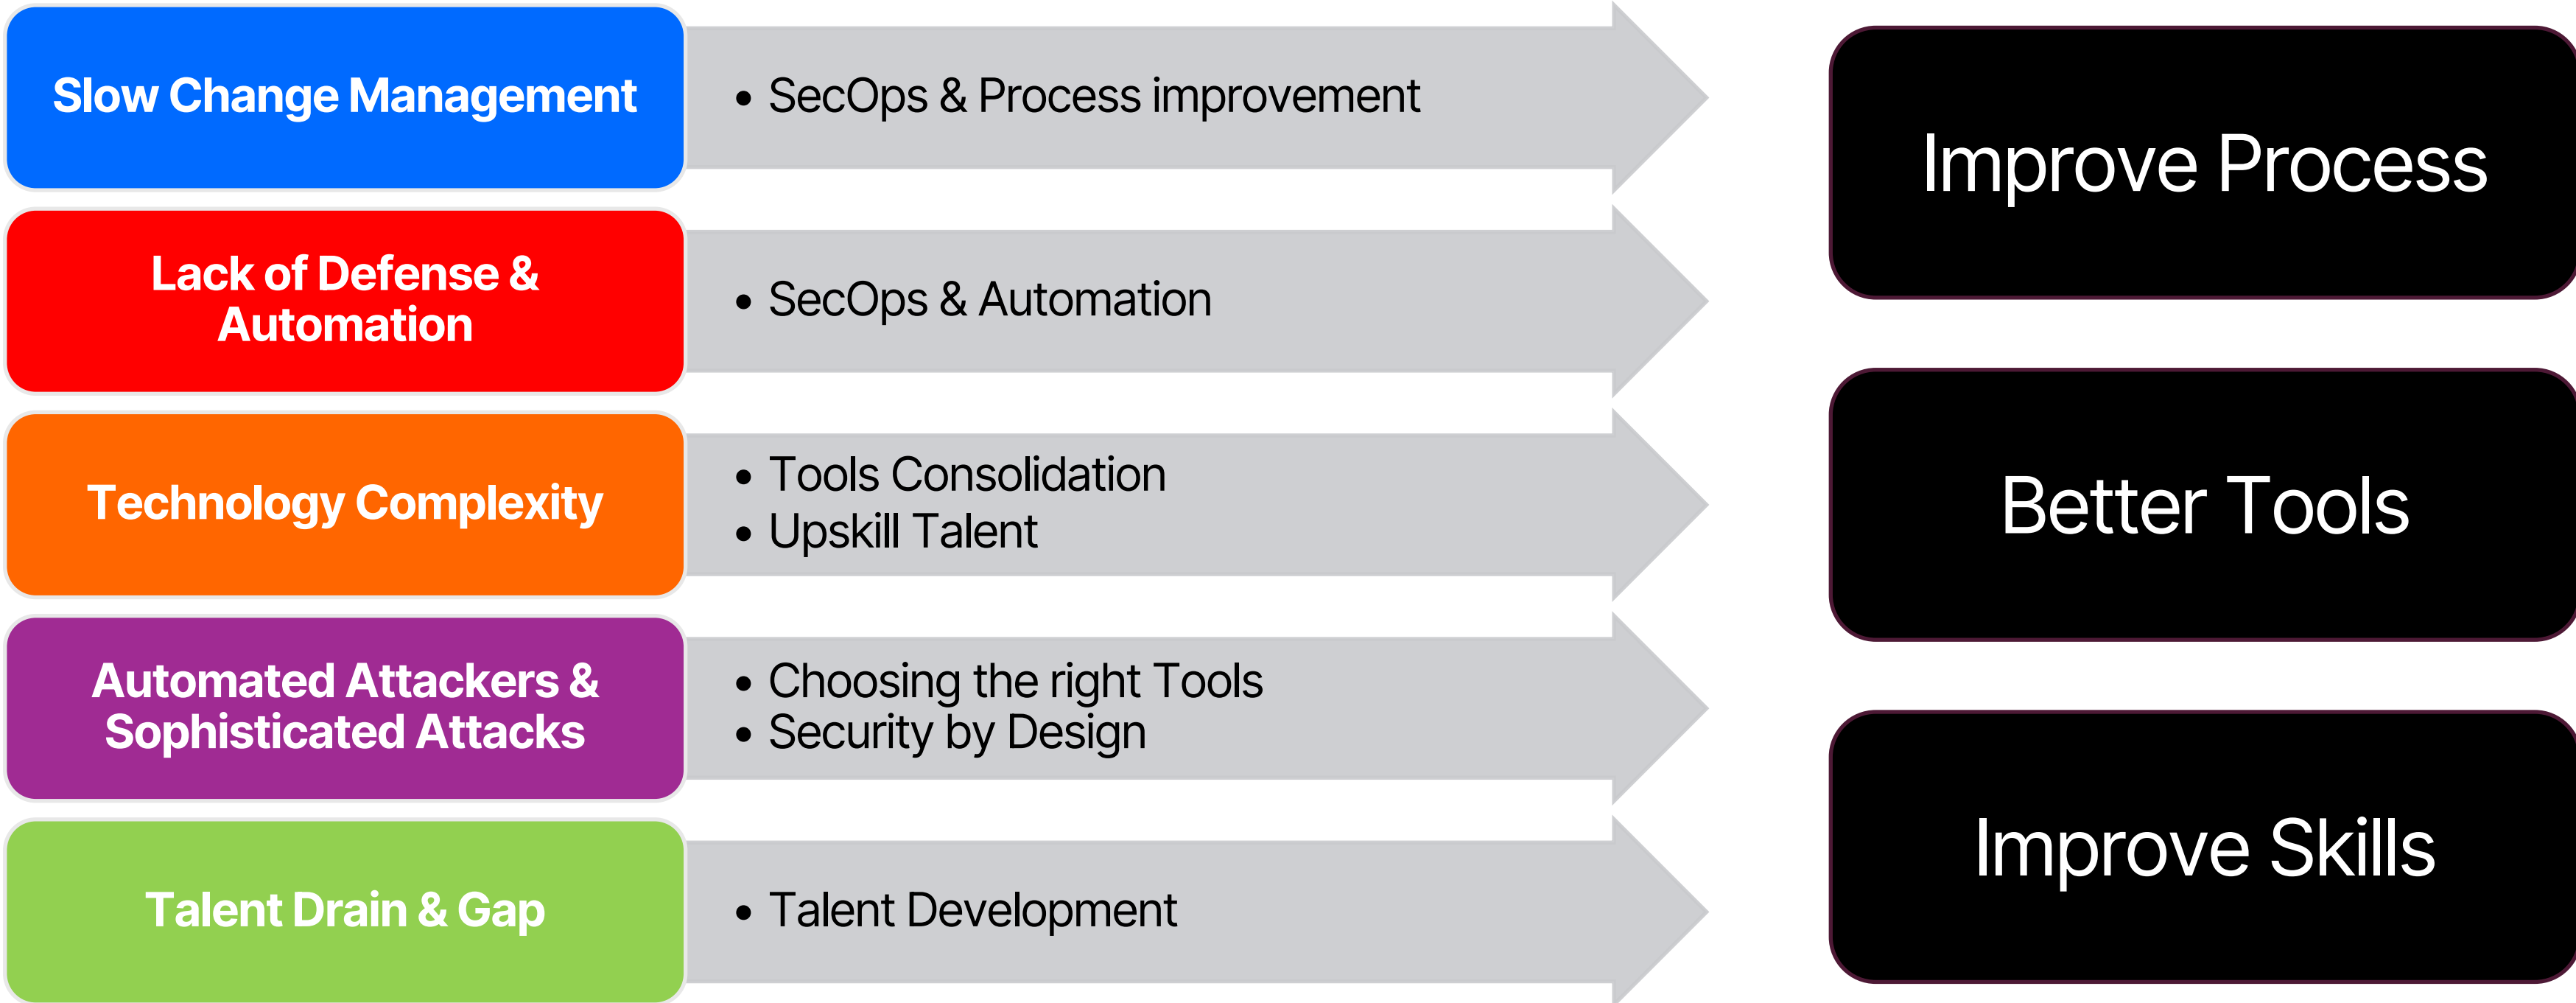 Slow Change Management
• SecOps & Process improvement
Lack of Defense &
Automation
• SecOps & Automation
Technology Complexity
• Tools Consolidation
• Upskill Talent
Automated Attackers &
Sophisticated Attacks
• Choosing the right Tools
• Security by Design
Talent Drain & Gap
• Talent Development
Improve Process
Better Tools
Improve Skills